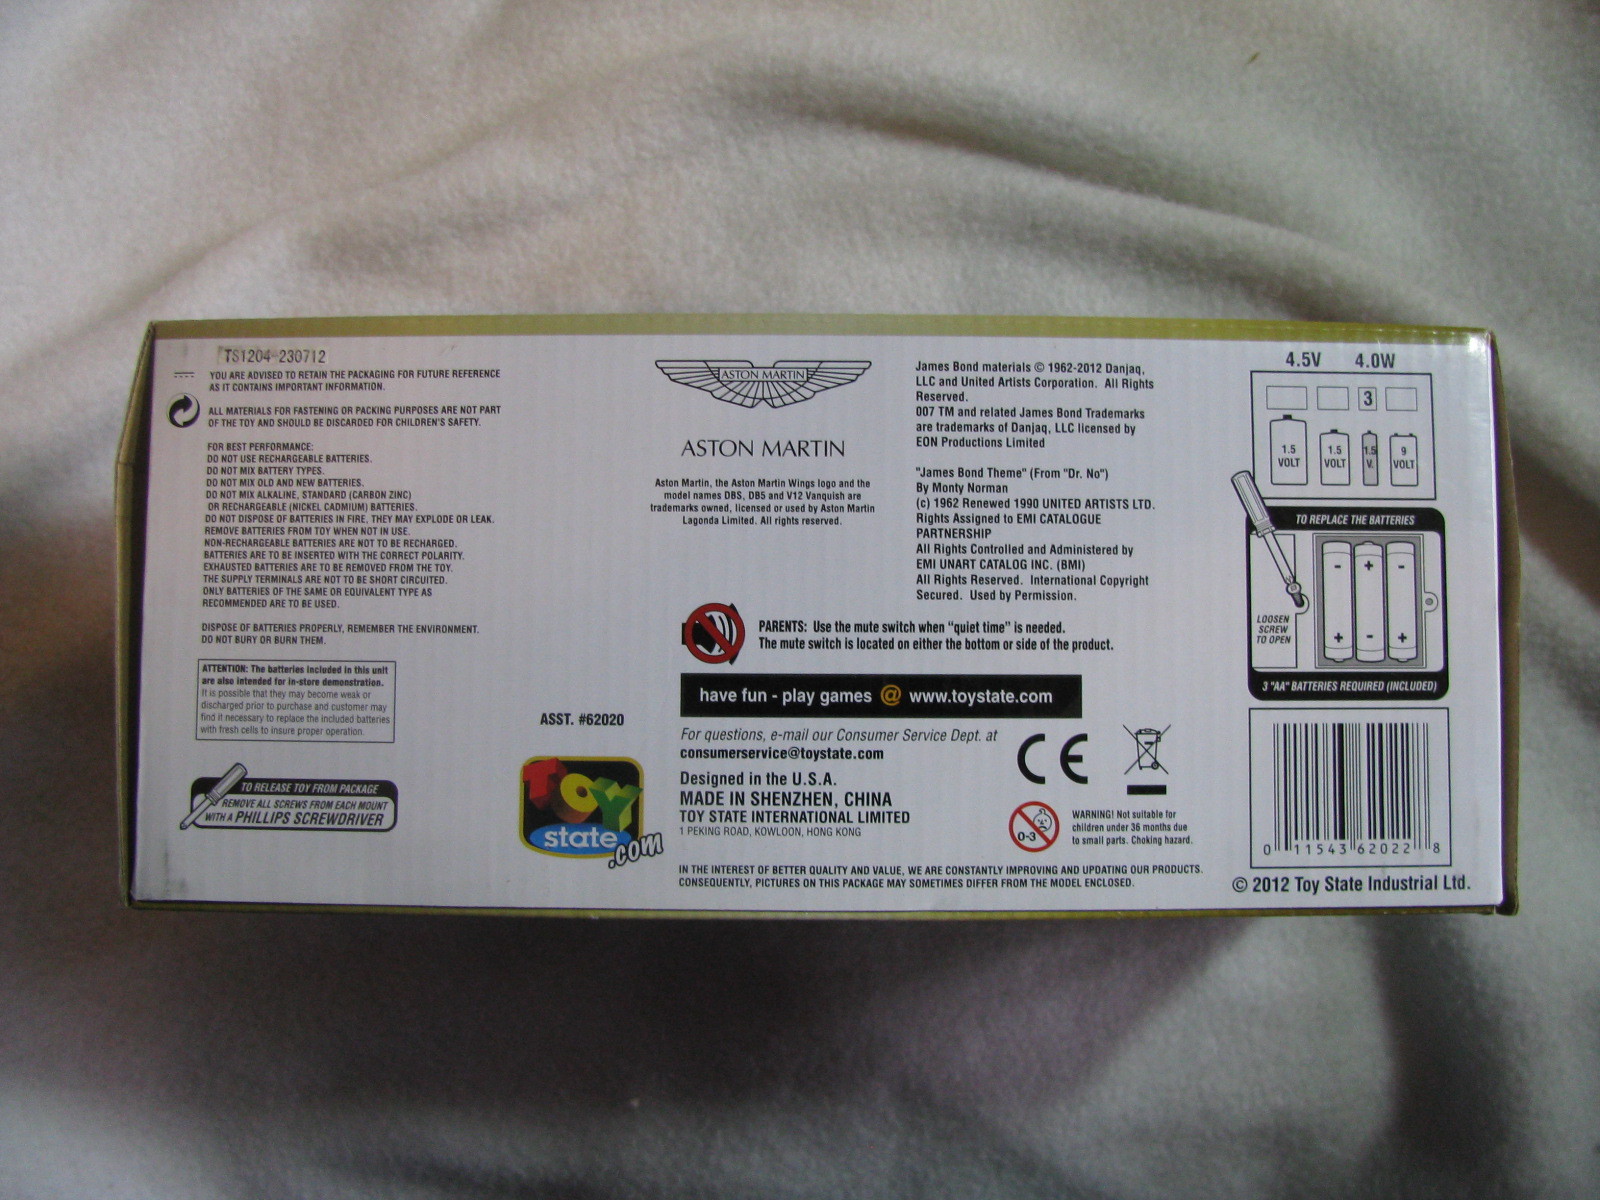 TS1204-230712
YOU ARE ADVISED TO RETAIN THE PACKAGING FOR FUTURE REFERENCE
AS IT CONTAINS IMPORTANT INFORMATION.
ALL MATERIALS FOR FASTENING OR PACKING PURPOSES ARE NOT PART
OF THE TOY AND SHOULD BE DISCARDED FOR CHILDREN'S SAFETY.
FOR BEST PERFORMANCE:
DO NOT USE RECHARGEABLE BATTERIES.
DO NOT MIX BATTERY TYPES.
DO NOT MIX OLD AND NEW BATTERIES.
DO NOT MIX ALKALINE, STANDARD (CARBON ZINC)
OR RECHARGEABLE (NICKEL CADMIUM) BATTERIES.
DO NOT DISPOSE OF BATTERIES IN FIRE, THEY MAY EXPLODE OR LEAK.
REMOVE BATTERIES FROM TOY WHEN NOT IN USE.
NON-RECHARGEABLE BATTERIES ARE NOT TO BE RECHARGED.
BATTERIES ARE TO BE INSERTED WITH THE CORRECT POLARITY.
EXHAUSTED BATTERIES ARE TO BE REMOVED FROM THE TOY.
THE SUPPLY TERMINALS ARE NOT TO BE SHORT CIRCUITED.
ONLY BATTERIES OF THE SAME OR EQUIVALENT TYPE AS
RECOMMENDED ARE TO BE USED.
DISPOSE OF BATTERIES PROPERLY, REMEMBER THE ENVIRONMENT.
DO NOT BURY OR BURN THEM.
ATTENTION: The batteries included in this unit
are also intended for in-store demonstration.
It is possible that they may become weak or
discharged prior to purchase and customer may
find it necessary to replace the included batteries
with fresh cells to insure proper operation.
TO RELEASE TOY FROM PACKAGE
REMOVE ALL SCREWS FROM EACH MOUNT
WITH A PHILLIPS SCREWDRIVER
ASST. #62020
TOY
state
.com
ASTON MARTIN
ASTON MARTIN
Aston Martin, the Aston Martin Wings logo and the
model names DBS, DB5 and V12 Vanquish are
trademarks owned, licensed or used by Aston Martin
Lagonda Limited. All rights reserved.
James Bond materials © 1962-2012 Danjaq,
LLC and United Artists Corporation. All Rights
Reserved.
007 TM and related James Bond Trademarks
are trademarks of Danjaq, LLC licensed by
EON Productions Limited
"James Bond Theme" (From "Dr. No")
By Monty Norman
(c) 1962 Renewed 1990 UNITED ARTISTS LTD.
Rights Assigned to EMI CATALOGUE
PARTNERSHIP
All Rights Controlled and Administered by
EMI UNART CATALOG INC. (BMI)
All Rights Reserved. International Copyright
Secured. Used by Permission.
PARENTS: Use the mute switch when "quiet time" is needed.
The mute switch is located on either the bottom or side of the product.
have fun - play games @ www.toystate.com
For questions, e-mail our Consumer Service Dept. at
consumerservice@toystate.com
Designed in the U.S.A.
MADE IN SHENZHEN, CHINA
TOY STATE INTERNATIONAL LIMITED
1 PEKING ROAD, KOWLOON, HONG KONG
CE
0-3
WARNING! Not suitable for
children under 36 months due
to small parts. Choking hazard.
IN THE INTEREST OF BETTER QUALITY AND VALUE, WE ARE CONSTANTLY IMPROVING AND UPDATING OUR PRODUCTS.
CONSEQUENTLY, PICTURES ON THIS PACKAGE MAY SOMETIMES DIFFER FROM THE MODEL ENCLOSED.
4.5V 4.0W
3
1.5 VOLT
1.5 VOLT
1.5 V.
9 VOLT
TO REPLACE THE BATTERIES
- + -
LOOSEN
SCREW
TO OPEN
+ - +
3 "AA" BATTERIES REQUIRED (INCLUDED)
0 11543 62022 8
© 2012 Toy State Industrial Ltd.